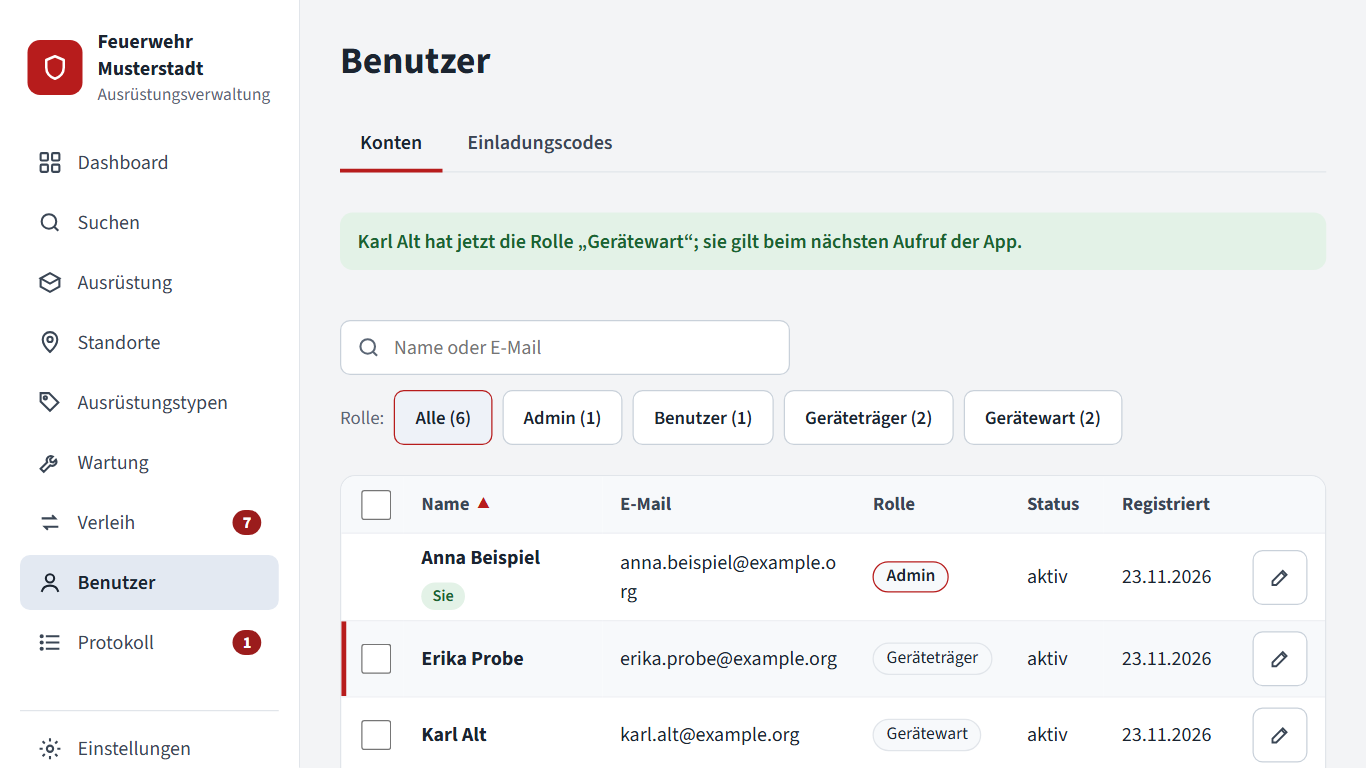 Feuerwehr
Musterstadt
Ausrüstungsverwaltung
Dashboard
Suchen
Ausrüstung
Standorte
Ausrüstungstypen
Wartung
Verleih 7
Benutzer
Protokoll 1
Einstellungen
Benutzer
Konten Einladungscodes
Karl Alt hat jetzt die Rolle „Gerätewart“; sie gilt beim nächsten Aufruf der App.
Name oder E-Mail
Rolle: Alle (6) Admin (1) Benutzer (1) Geräteträger (2) Gerätewart (2)
Name ▲ E-Mail Rolle Status Registriert
Anna Beispiel
Sie
anna.beispiel@example.o
rg
Admin aktiv 23.11.2026
Erika Probe erika.probe@example.org Geräteträger aktiv 23.11.2026
Karl Alt karl.alt@example.org Gerätewart aktiv 23.11.2026